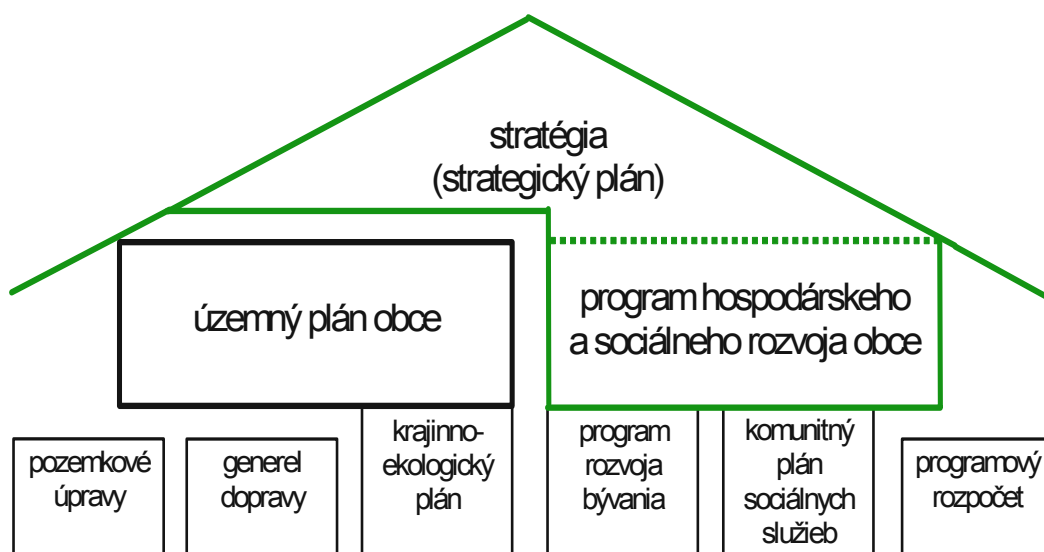 stratégia
(strategický plán)
územný plán obce
program hospodárskeho
a sociálneho rozvoja obce
pozemkové
úpravy
generel
dopravy
krajinno-
ekologický
plán
program
rozvoja
bývania
komunitný
plán
sociálnych
služieb
programový
rozpočet